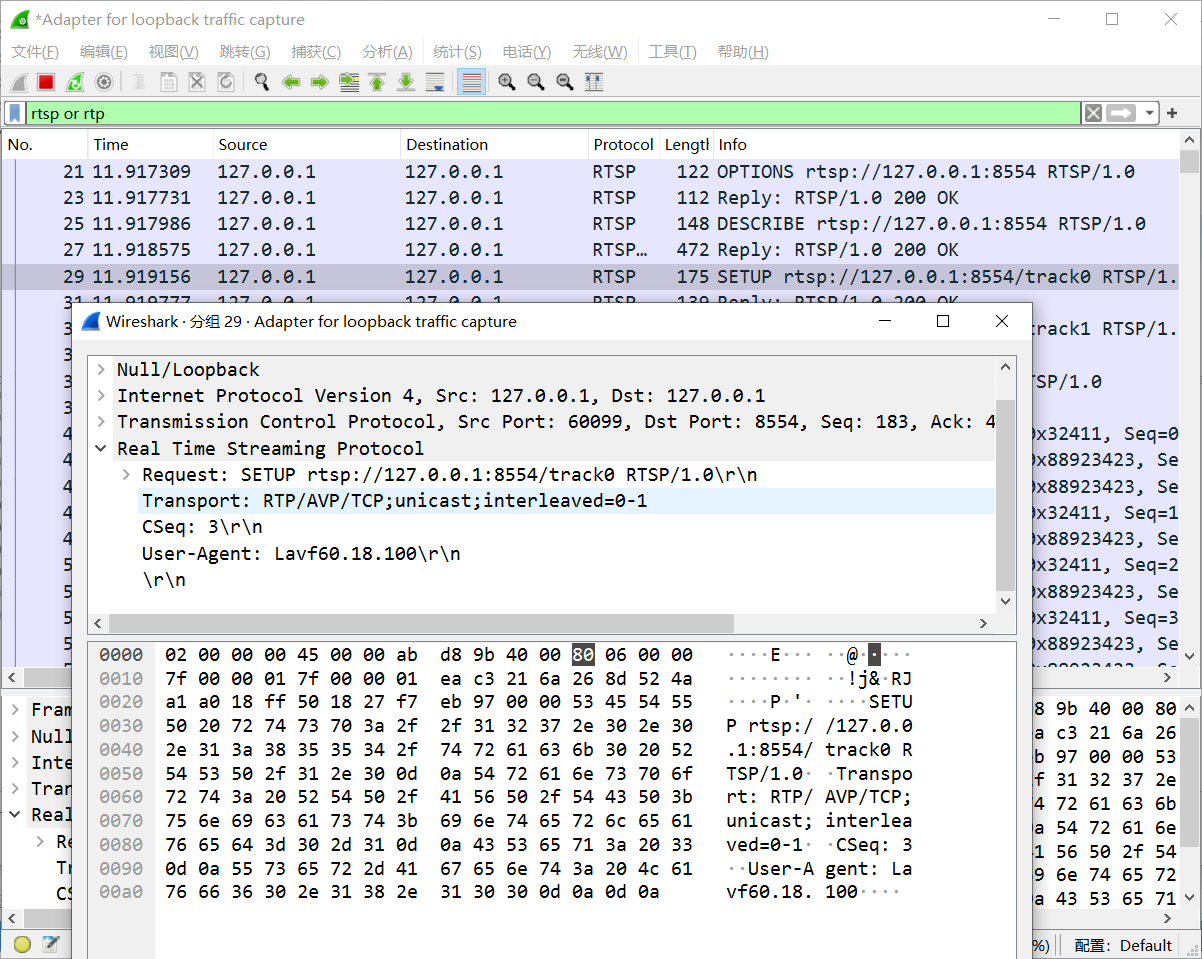 *Adapter for loopback traffic capture
文件(F) 编辑(E) 视图(V) 跳转(G) 捕获(C) 分析(A) 统计(S) 电话(Y) 无线(W) 工具(T) 帮助(H)
rtsp or rtp
No. Time Source Destination Protocol Length Info
21 11.917309 127.0.0.1 127.0.0.1 RTSP 122 OPTIONS rtsp://127.0.0.1:8554 RTSP/1.0
23 11.917731 127.0.0.1 127.0.0.1 RTSP 112 Reply: RTSP/1.0 200 OK
25 11.917986 127.0.0.1 127.0.0.1 RTSP 148 DESCRIBE rtsp://127.0.0.1:8554 RTSP/1.0
27 11.918575 127.0.0.1 127.0.0.1 RTSP… 472 Reply: RTSP/1.0 200 OK
29 11.919156 127.0.0.1 127.0.0.1 RTSP 175 SETUP rtsp://127.0.0.1:8554/track0 RTSP/1.
31 11.919777 127.0.0.1 127.0.0.1 RTSP 139 Reply: RTSP/1.0 200 OK
Wireshark · 分组 29 · Adapter for loopback traffic capture
3 rack1 RTSP/1.
3
3 SP/1.0
3
4 x32411, Seq=0
4 x88923423, Se
4 x88923423, Se
4 x32411, Seq=1
4 x88923423, Se
5 x32411, Seq=2
5 x88923423, Se
5 x32411, Seq=3
5 x88923423, Se
Null/Loopback
Internet Protocol Version 4, Src: 127.0.0.1, Dst: 127.0.0.1
Transmission Control Protocol, Src Port: 60099, Dst Port: 8554, Seq: 183, Ack: 4
Real Time Streaming Protocol
Request: SETUP rtsp://127.0.0.1:8554/track0 RTSP/1.0\r\n
Transport: RTP/AVP/TCP;unicast;interleaved=0-1
CSeq: 3\r\n
User-Agent: Lavf60.18.100\r\n
\r\n
0000 02 00 00 00 45 00 00 ab d8 9b 40 00 80 06 00 00 ····E··· ··@·····
0010 7f 00 00 01 7f 00 00 01 ea c3 21 6a 26 8d 52 4a ········ ··!j&·RJ
0020 a1 a0 18 ff 50 18 27 f7 eb 97 00 00 53 45 54 55 ····P·'· ····SETU
0030 50 20 72 74 73 70 3a 2f 2f 31 32 37 2e 30 2e 30 P rtsp:/ /127.0.0
0040 2e 31 3a 38 35 35 34 2f 74 72 61 63 6b 30 20 52 .1:8554/ track0 R
0050 54 53 50 2f 31 2e 30 0d 0a 54 72 61 6e 73 70 6f TSP/1.0· ·Transpo
0060 72 74 3a 20 52 54 50 2f 41 56 50 2f 54 43 50 3b rt: RTP/ AVP/TCP;
0070 75 6e 69 63 61 73 74 3b 69 6e 74 65 72 6c 65 61 unicast; interlea
0080 76 65 64 3d 30 2d 31 0d 0a 43 53 65 71 3a 20 33 ved=0-1· ·CSeq: 3
0090 0d 0a 55 73 65 72 2d 41 67 65 6e 74 3a 20 4c 61 ··User-A gent: La
00a0 76 66 36 30 2e 31 38 2e 31 30 30 0d 0a 0d 0a vf60.18. 100····
Fram
Null
Inte
Tran
Real
Re
Tr
CS
8 9b 40 00 80
a c3 21 6a 26
b 97 00 00 53
f 31 32 37 2e
4 72 61 63 6b
a 54 72 61 6e
1 56 50 2f 54
9 6e 74 65 72
a 43 53 65 71
%) 配置: Default